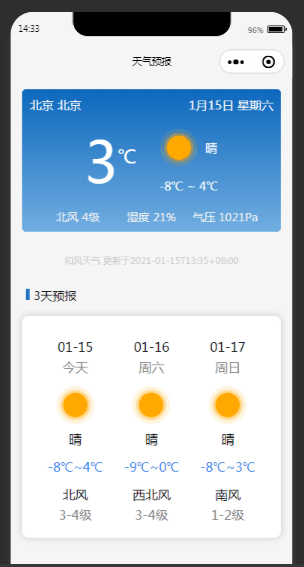 14:33 96%
天气预报
北京 北京 1月15日 星期六
3℃ 晴
-8℃ ~ 4℃
北风 4级 湿度 21% 气压 1021Pa
和风天气 更新于2021-01-15T13:35+08:00
3天预报
01-15 01-16 01-17
今天 周六 周日
晴 晴 晴
-8℃~4℃ -9℃~0℃ -8℃~3℃
北风 西北风 南风
3-4级 3-4级 1-2级